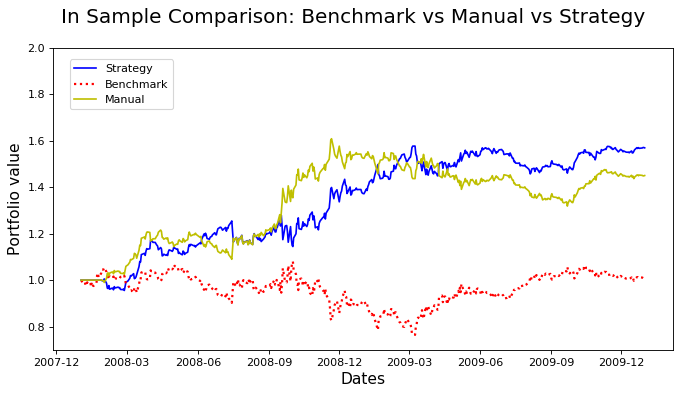 In Sample Comparison: Benchmark vs Manual vs Strategy
2.0
Strategy
Benchmark
Manual
1.8
1.6
1.4
1.2
1.0
0.8
Portfolio value
2007-12 2008-03 2008-06 2008-09 2008-12 2009-03 2009-06 2009-09 2009-12
Dates